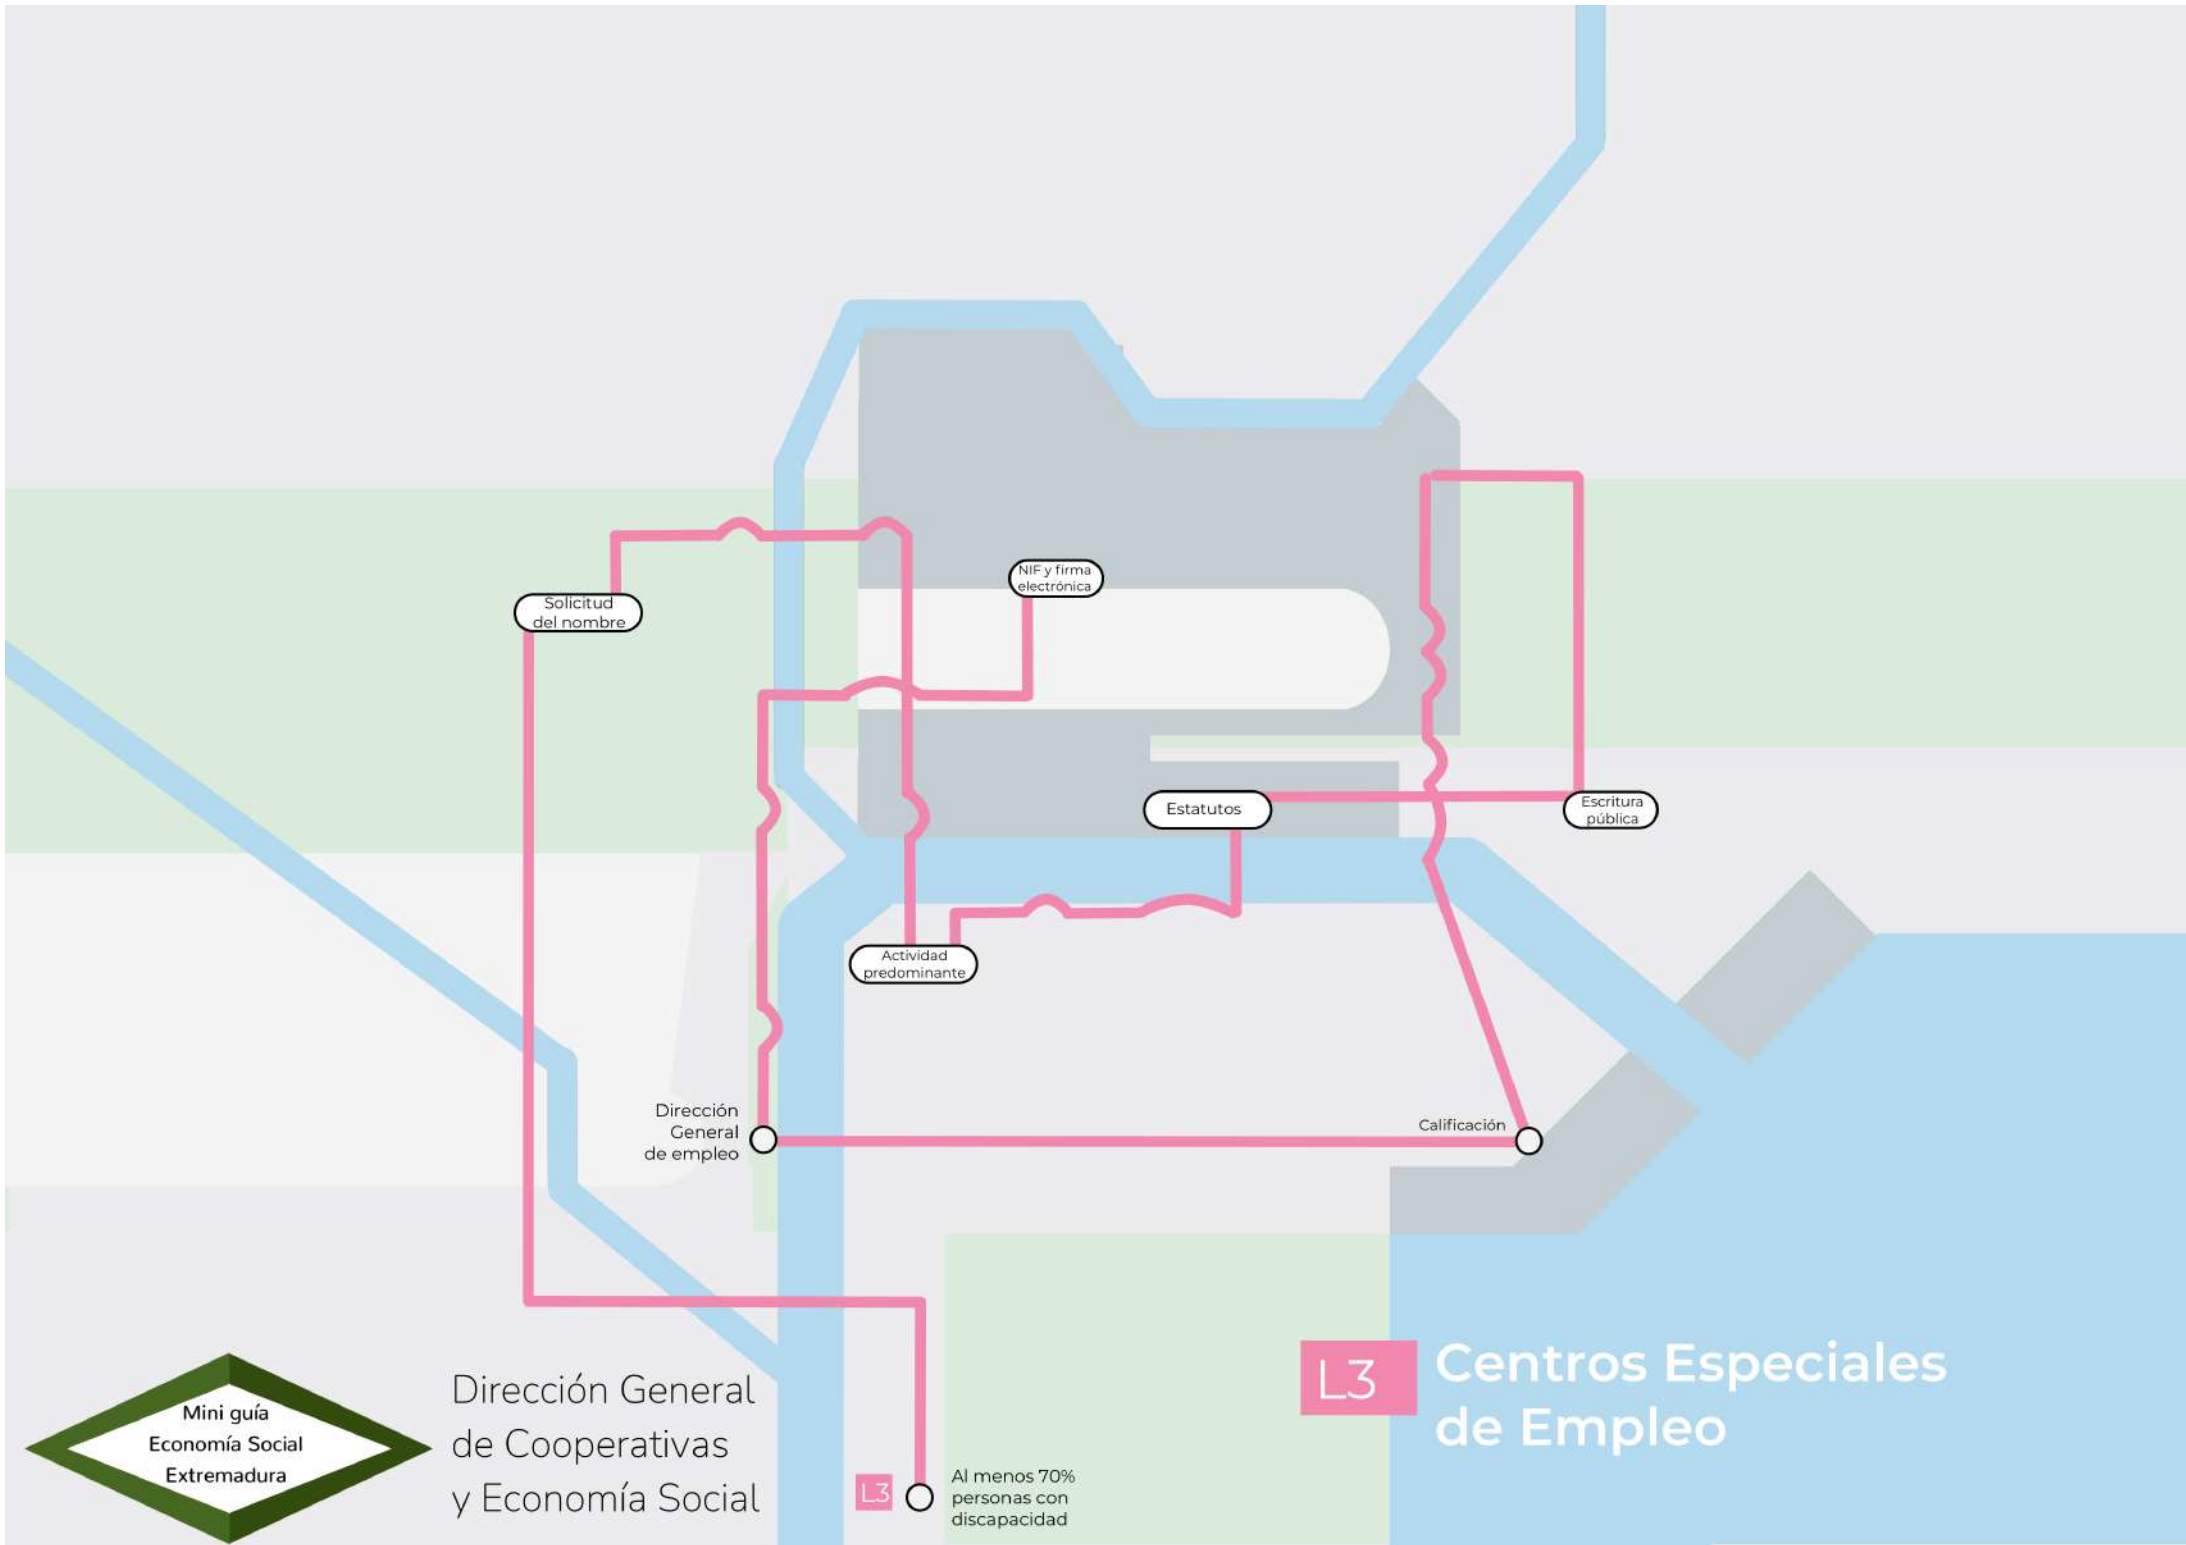 NIF y firma
electrónica
Solicitud
del nombre
Estatutos
Escritura
pública
Actividad
predominante
Dirección
General
de empleo
Calificación
L3
Centros Especiales
de Empleo
Mini guía
Economía Social
Extremadura
Dirección General
de Cooperativas
y Economía Social
L3
Al menos 70%
personas con
discapacidad